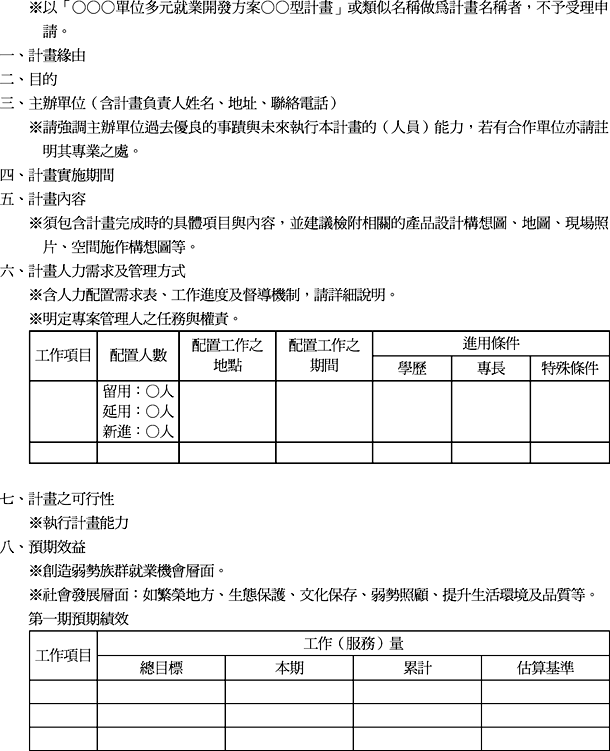 ※以「○○○單位多元就業開發方案○○型計畫」或類似名稱做為計畫名稱者，不予受理申
請。
一、計畫緣由
二、目的
三、主辦單位（含計畫負責人姓名、地址、聯絡電話）
※請強調主辦單位過去優良的事蹟與未來執行本計畫的（人員）能力，若有合作單位亦請註
明其專業之處。
四、計畫實施期間
五、計畫內容
※須包含計畫完成時的具體項目與內容，並建議檢附相關的產品設計構想圖、地圖、現場照
片、空間施作構想圖等。
六、計畫人力需求及管理方式
※含人力配置需求表、工作進度及督導機制，請詳細說明。
※明定專案管理人之任務與權責。
工作項目 配置人數 配置工作之地點 配置工作之期間 進用條件
學歷 專長 特殊條件
留用：○人
延用：○人
新進：○人
七、計畫之可行性
※執行計畫能力
八、預期效益
※創造弱勢族群就業機會層面。
※社會發展層面：如繁榮地方、生態保護、文化保存、弱勢照顧、提升生活環境及品質等。
第一期預期績效
工作項目 工作（服務）量
總目標 本期 累計 估算基準